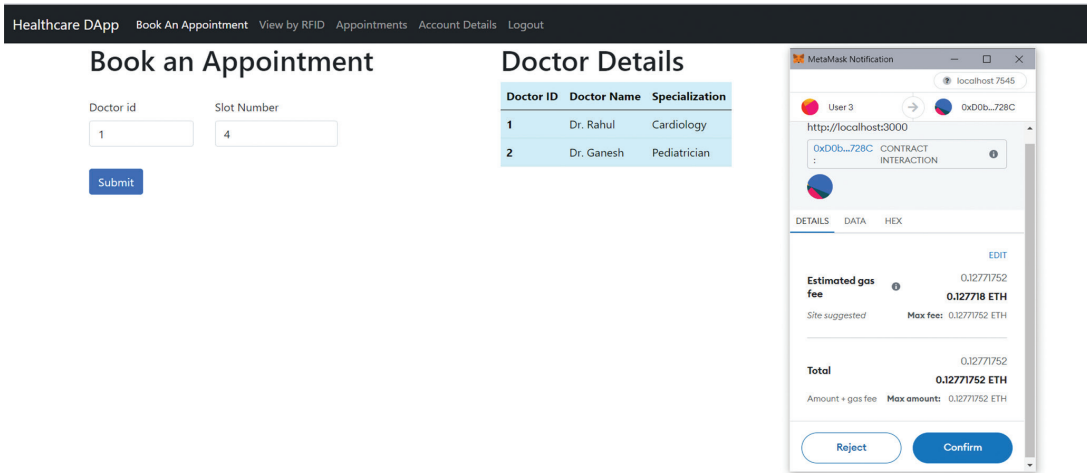 Healthcare DApp Book An Appointment View by RFID Appointments Account Details Logout
Book an Appointment
Doctor id Slot Number
1 4
Submit
Doctor Details
Doctor ID Doctor Name Specialization
1 Dr. Rahul Cardiology
2 Dr. Ganesh Pediatrician
MetaMask Notification
localhost 7545
User 3 0xD0b...728C
http://localhost:3000
0xD0b...728C CONTRACT
: INTERACTION
DETAILS DATA HEX
EDIT
Estimated gas 0.12771752
fee 0.127718 ETH
Site suggested Max fee: 0.12771752 ETH
0.12771752
Total
0.12771752 ETH
Amount + gas fee Max amount: 0.12771752 ETH
Reject Confirm